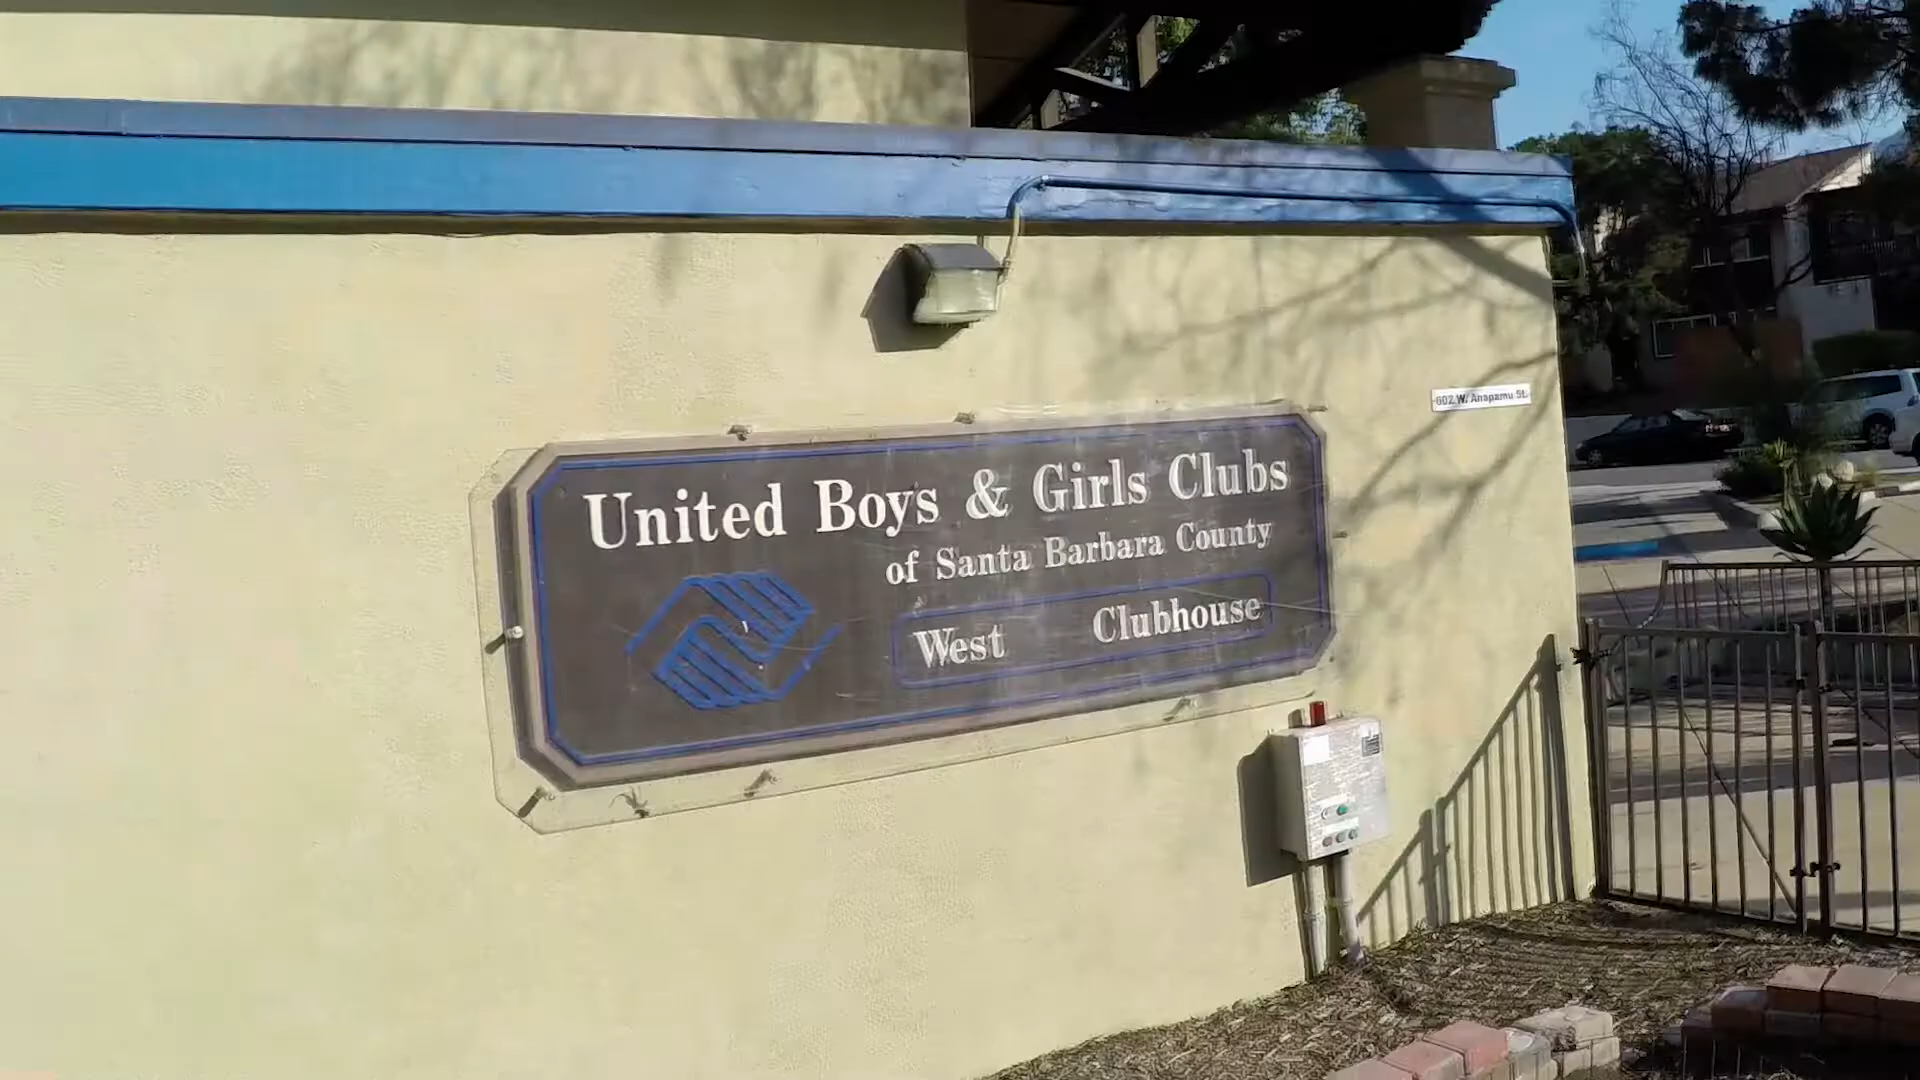 United Boys & Girls Clubs
of Santa Barbara County
West Clubhouse
602 W. Anapamu St.